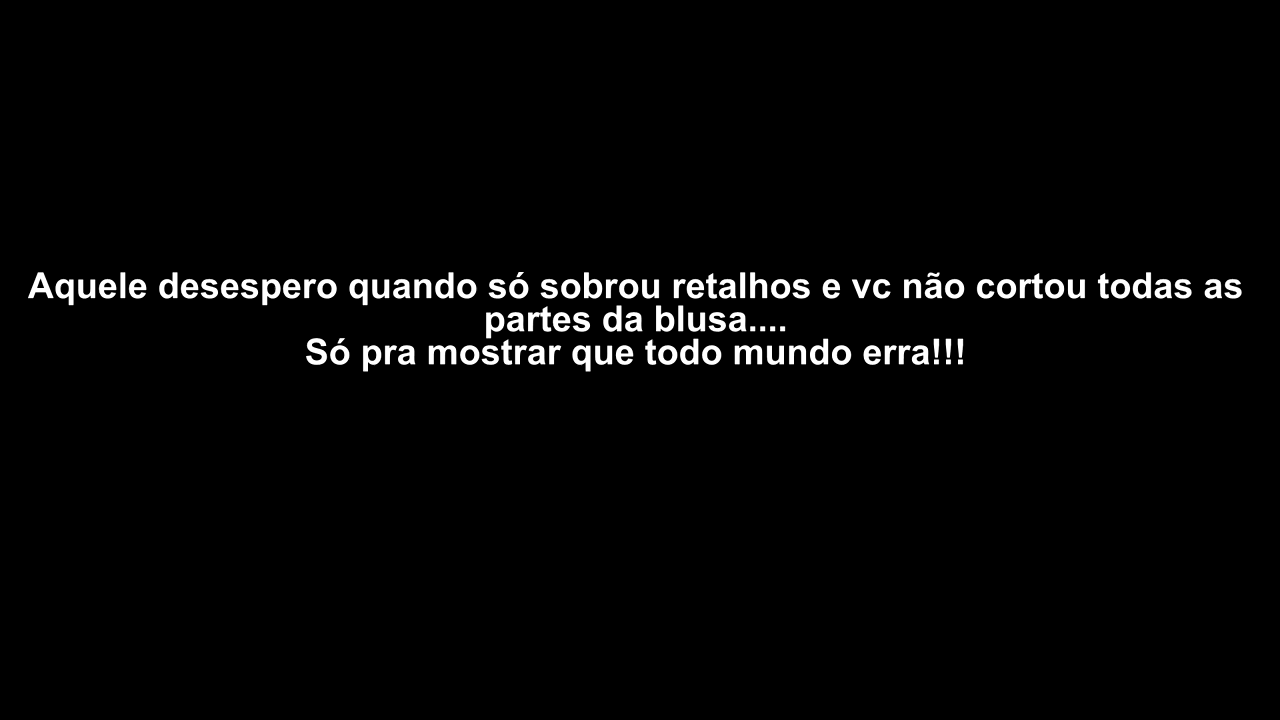 Aquele desespero quando só sobrou retalhos e vc não cortou todas as
partes da blusa....
Só pra mostrar que todo mundo erra!!!